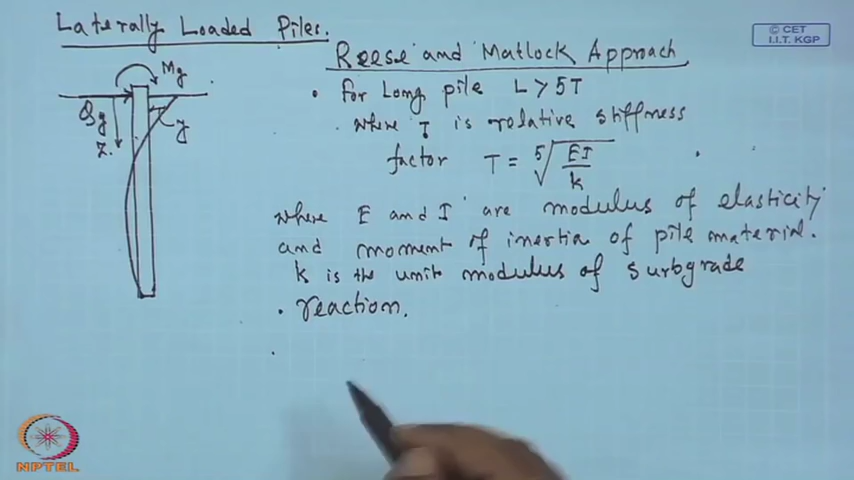 Laterally Loaded Piles.
© CET
I.I.T. KGP
Reese and Matlock Approach
Mg
Qg
z.
y
· for Long pile L > 5T
· where T is relative stiffness
factor T = ⁵√(EI/k)
where E and I are modulus of elasticity
and moment of inertia of pile material.
k is the unit modulus of surbgrade
· reaction.
NPTEL